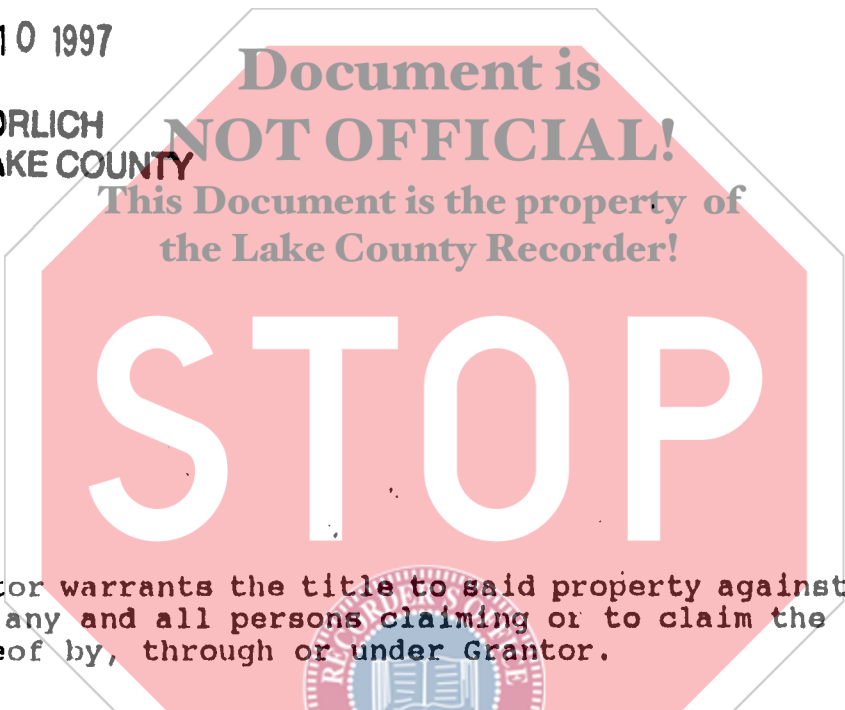 10 1997
Document is
ORLICH
NOT OFFICIAL!
AKE COUNTY
This Document is the property of
the Lake County Recorder!
STOP
tor warrants the title to said property against
any and all persons claiming or to claim the
eof by, through or under Grantor.
RECORDER'S OFFICE